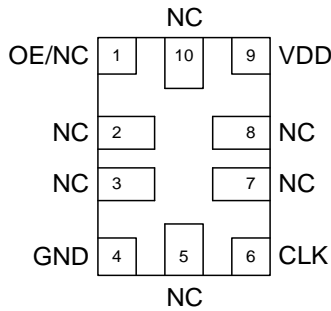 NC
OE/NC 1 10 9 VDD
NC 2 8 NC
NC 3 7 NC
GND 4 5 6 CLK
NC